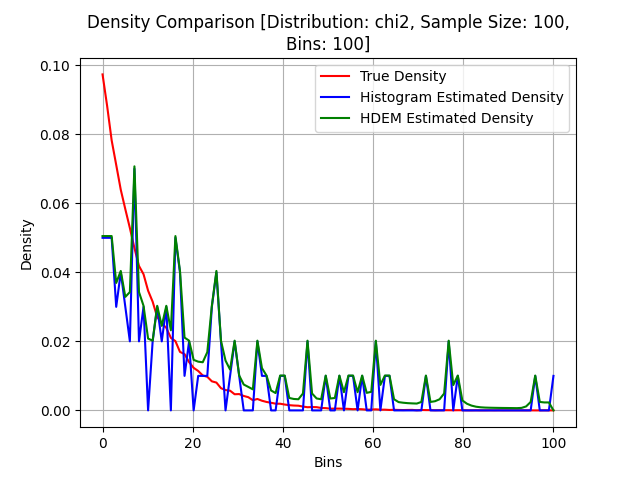 Density Comparison [Distribution: chi2, Sample Size: 100,
Bins: 100]
True Density
Histogram Estimated Density
HDEM Estimated Density
Density
0.10
0.08
0.06
0.04
0.02
0.00
0
20
40
60
80
100
Bins